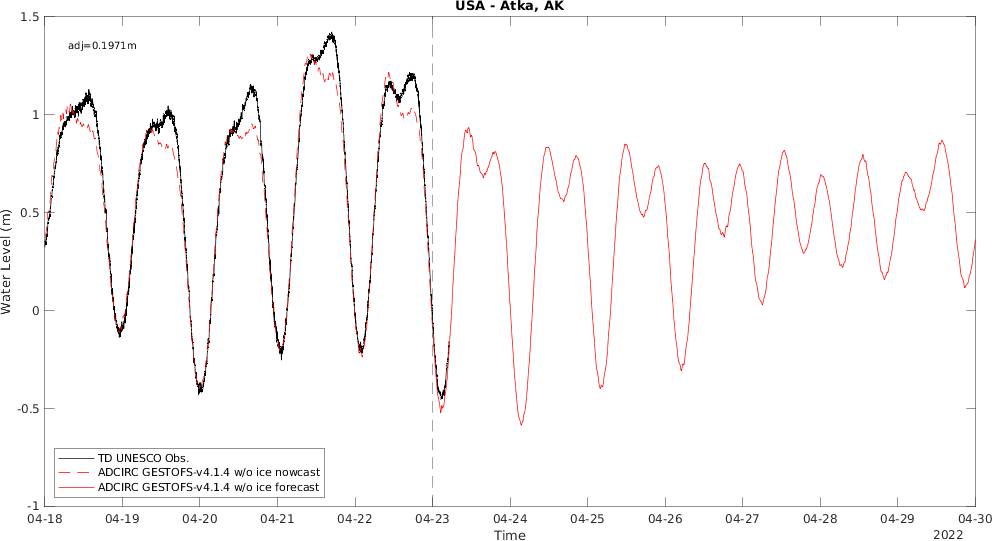 USA - Atka, AK
adj=0.1971m
1.5
1
0.5
0
-0.5
-1
Water Level (m)
TD UNESCO Obs.
ADCIRC GESTOFS-v4.1.4 w/o ice nowcast
ADCIRC GESTOFS-v4.1.4 w/o ice forecast
04-18 04-19 04-20 04-21 04-22 04-23 04-24 04-25 04-26 04-27 04-28 04-29 04-30
Time
2022